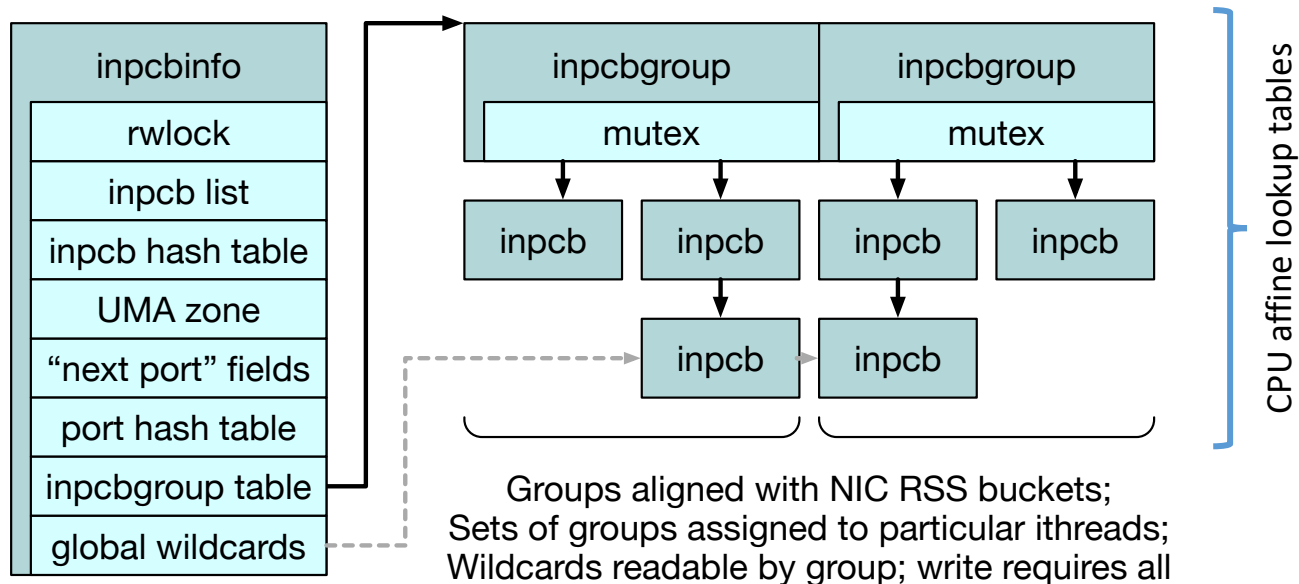 inpcbinfo
rwlock
inpcb list
inpcb hash table
UMA zone
“next port” fields
port hash table
inpcbgroup table
global wildcards
inpcbgroup
inpcbgroup
mutex
mutex
inpcb
inpcb
inpcb
inpcb
inpcb
inpcb
Groups aligned with NIC RSS buckets;
Sets of groups assigned to particular ithreads;
Wildcards readable by group; write requires all
CPU affine lookup tables